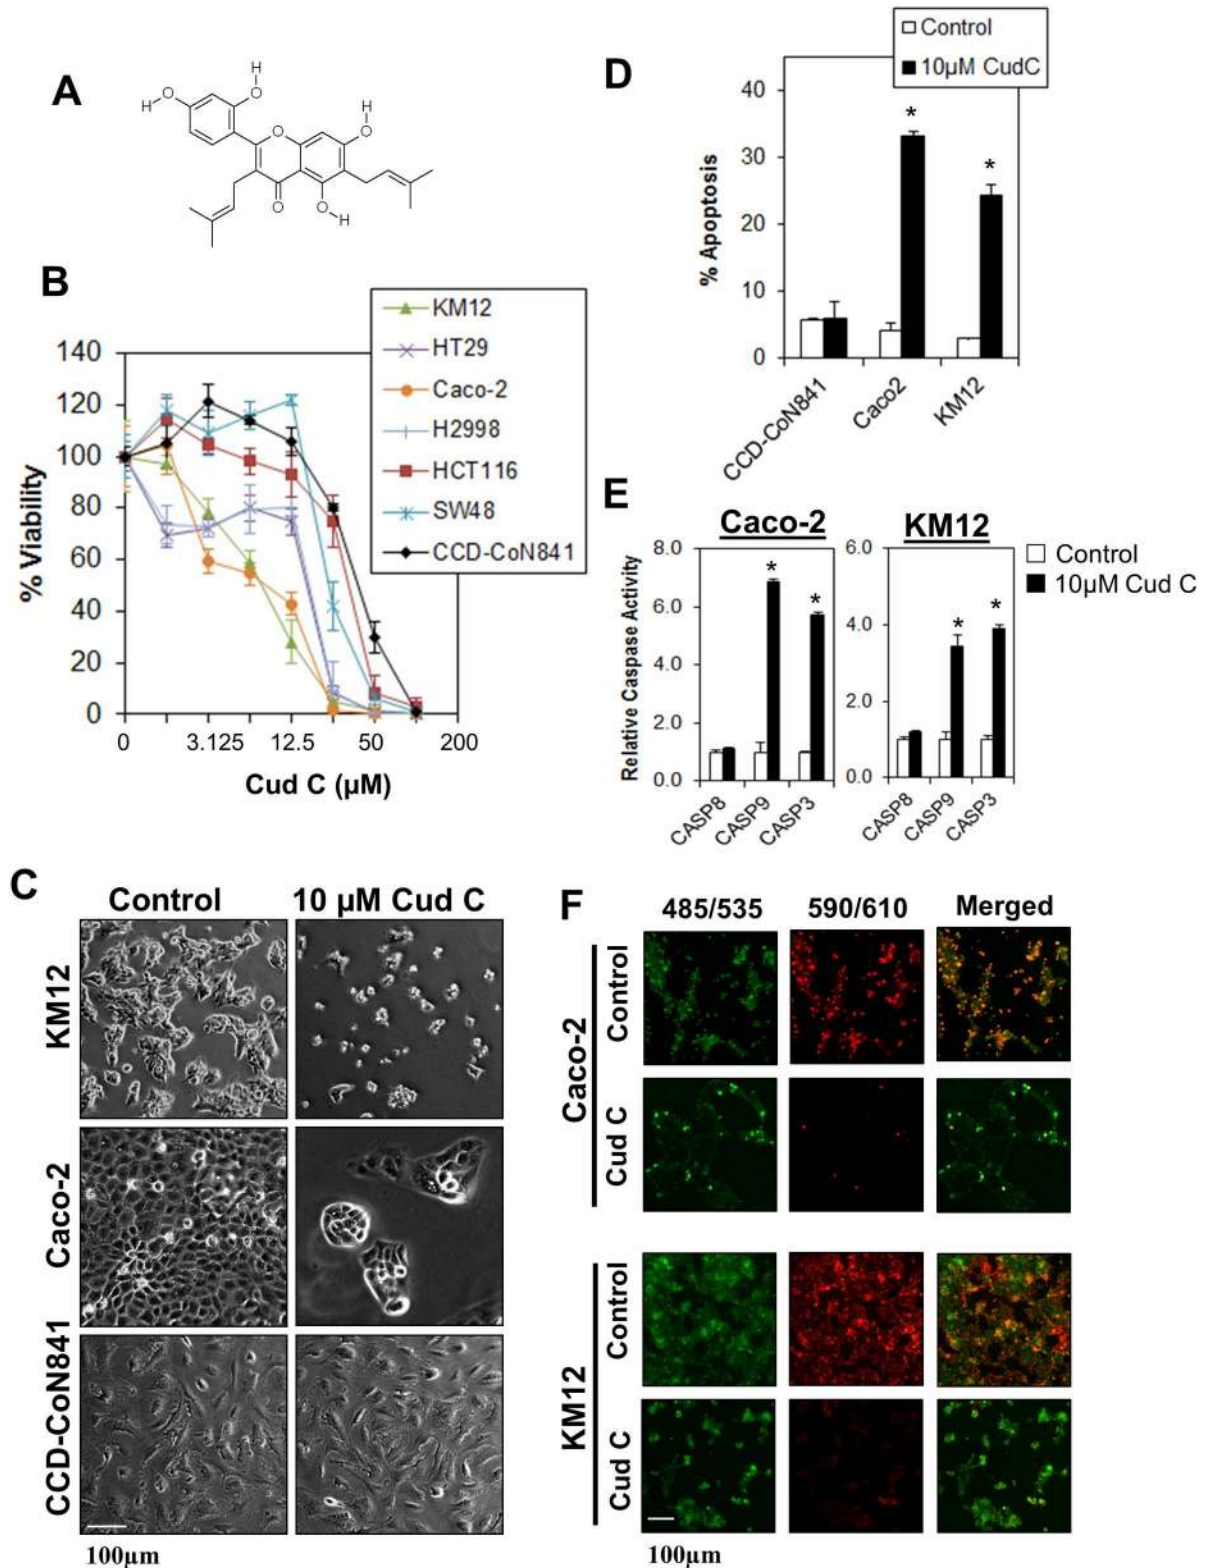 A
H
O
H
O
H
O
O
O
O
H
B
KM12
HT29
Caco-2
H2998
HCT116
SW48
CCD-CoN841
140
120
100
80
60
40
20
0
% Viability
0 3.125 12.5 50 200
Cud C (µM)
C
Control 10 µM Cud C
KM12
Caco-2
CCD-CoN841
100µm
D
Control
10µM CudC
40
30
20
10
0
% Apoptosis
* *
CCD-CoN841
Caco2
KM12
E
Caco-2 KM12
Control
10µM Cud C
8.0
6.0
4.0
2.0
0.0
Relative Caspase Activity
* *
CASP8
CASP9
CASP3
6.0
4.0
2.0
0.0
* *
CASP8
CASP9
CASP3
F
485/535 590/610 Merged
Caco-2
Control
Cud C
KM12
Control
Cud C
100µm